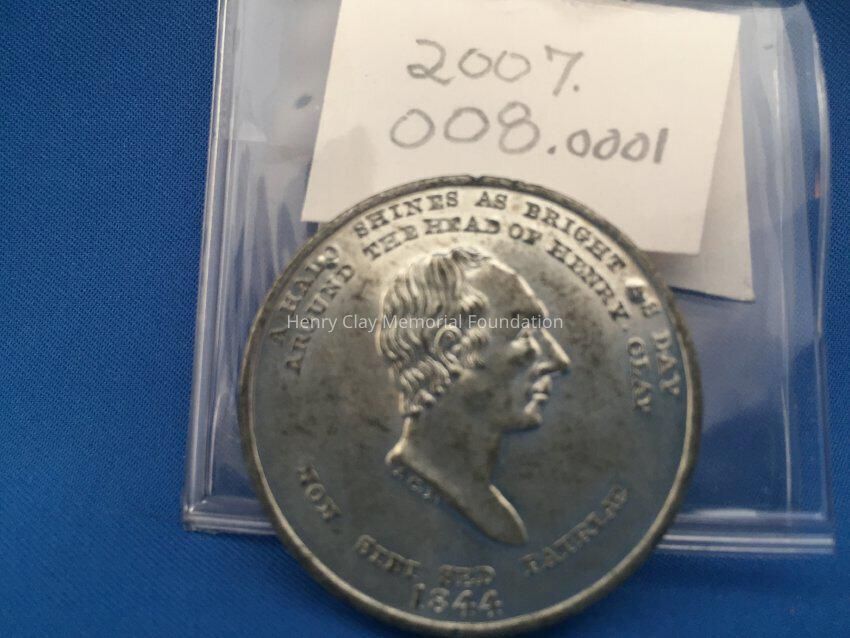 2007.
008.0001
A HALO SHINES AS BRIGHT AS DAY
AROUND THE HEAD OF HENRY CLAY
Henry Clay Memorial Foundation
NON. SIBI. SED PATRIAE
1844